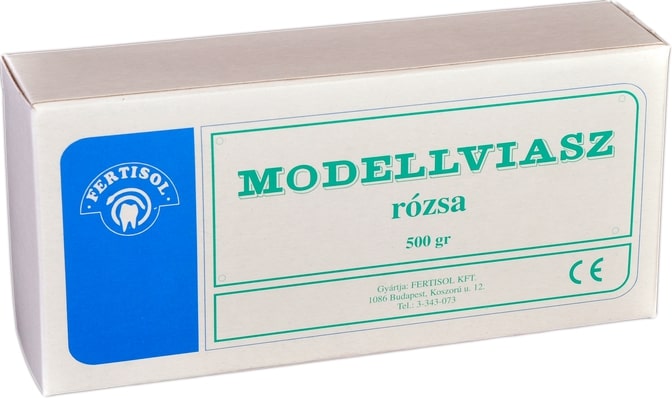 FERTISOL
MODELLVIASZ
rózsa
500 gr
Gyártja: FERTISOL KFT.
1086 Budapest, Koszorú u. 12.
Tel.: 3-343-073
CE